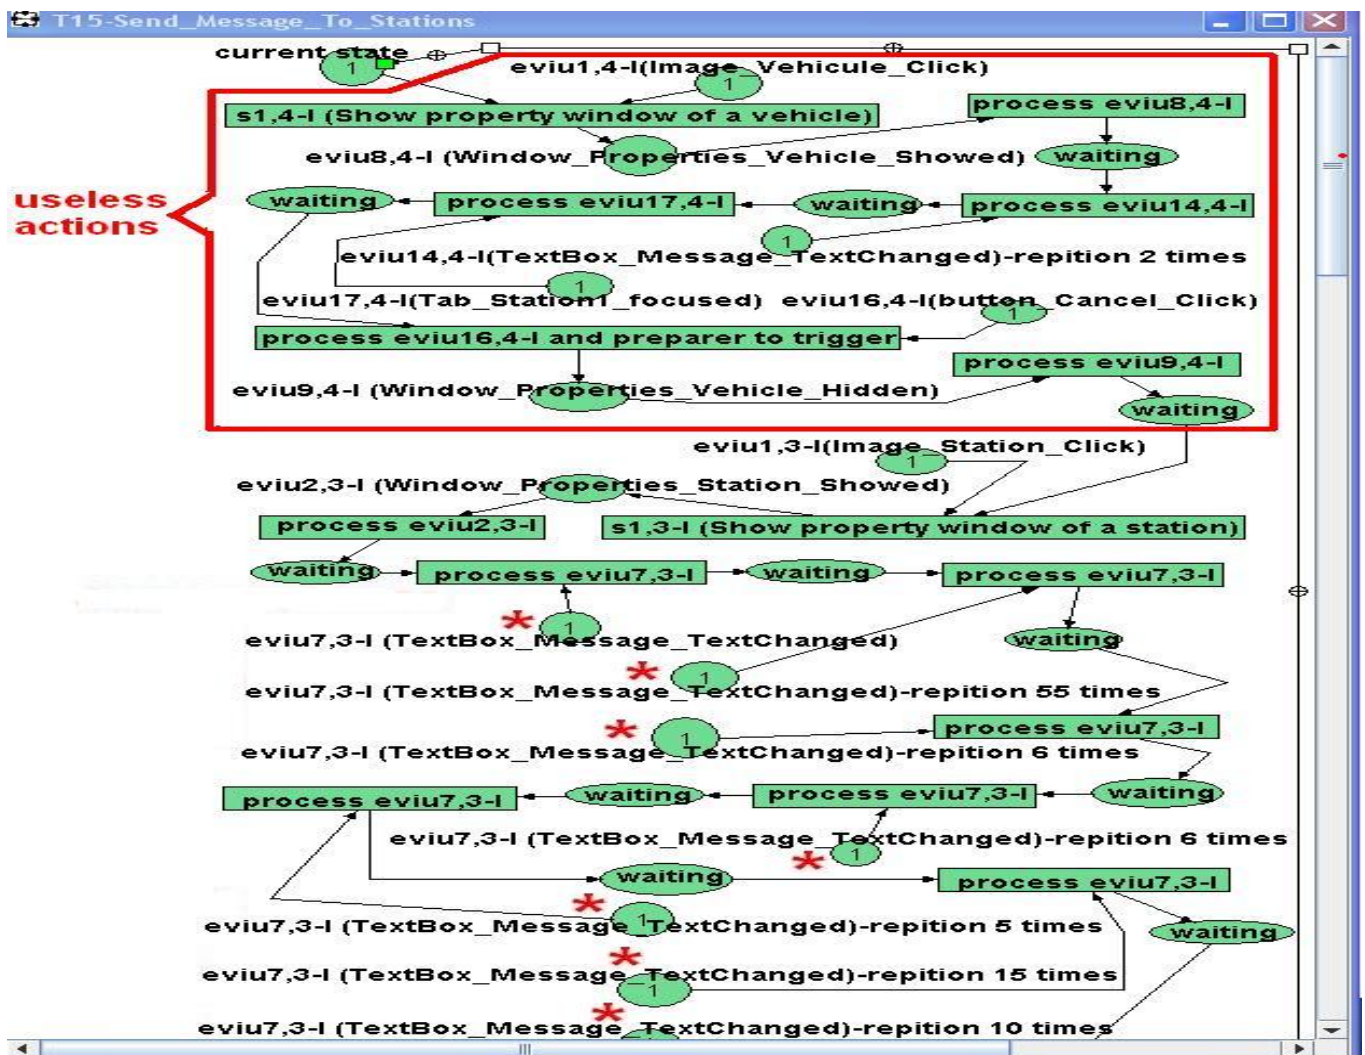 T15-Send_Message_To_Stations
current state
1
eviu1,4-I(Image_Vehicule_Click)
1
s1,4-I (Show property window of a vehicle)
process eviu8,4-I
eviu8,4-I (Window_Properties_Vehicle_Showed)
waiting
useless
actions
waiting
process eviu17,4-I
waiting
process eviu14,4-I
1
eviu14,4-I(TextBox_Message_TextChanged)-repition 2 times
1
eviu17,4-I(Tab_Station1_focused)
eviu16,4-I(button_Cancel_Click)
1
process eviu16,4-I and preparer to trigger
process eviu9,4-I
eviu9,4-I (Window_Properties_Vehicle_Hidden)
waiting
eviu1,3-I(Image_Station_Click)
1
eviu2,3-I (Window_Properties_Station_Showed)
process eviu2,3-I
s1,3-I (Show property window of a station)
waiting
process eviu7,3-I
waiting
process eviu7,3-I
* 1
eviu7,3-I (TextBox_Message_TextChanged)
waiting
* 1
eviu7,3-I (TextBox_Message_TextChanged)-repition 55 times
* 1
process eviu7,3-I
eviu7,3-I (TextBox_Message_TextChanged)-repition 6 times
process eviu7,3-I
waiting
process eviu7,3-I
waiting
eviu7,3-I (TextBox_Message_TextChanged)-repition 6 times
* 1
waiting
process eviu7,3-I
*
1
eviu7,3-I (TextBox_Message_TextChanged)-repition 5 times
waiting
*
eviu7,3-I (TextBox_Message_TextChanged)-repition 15 times
1
*
eviu7,3-I (TextBox_Message_TextChanged)-repition 10 times